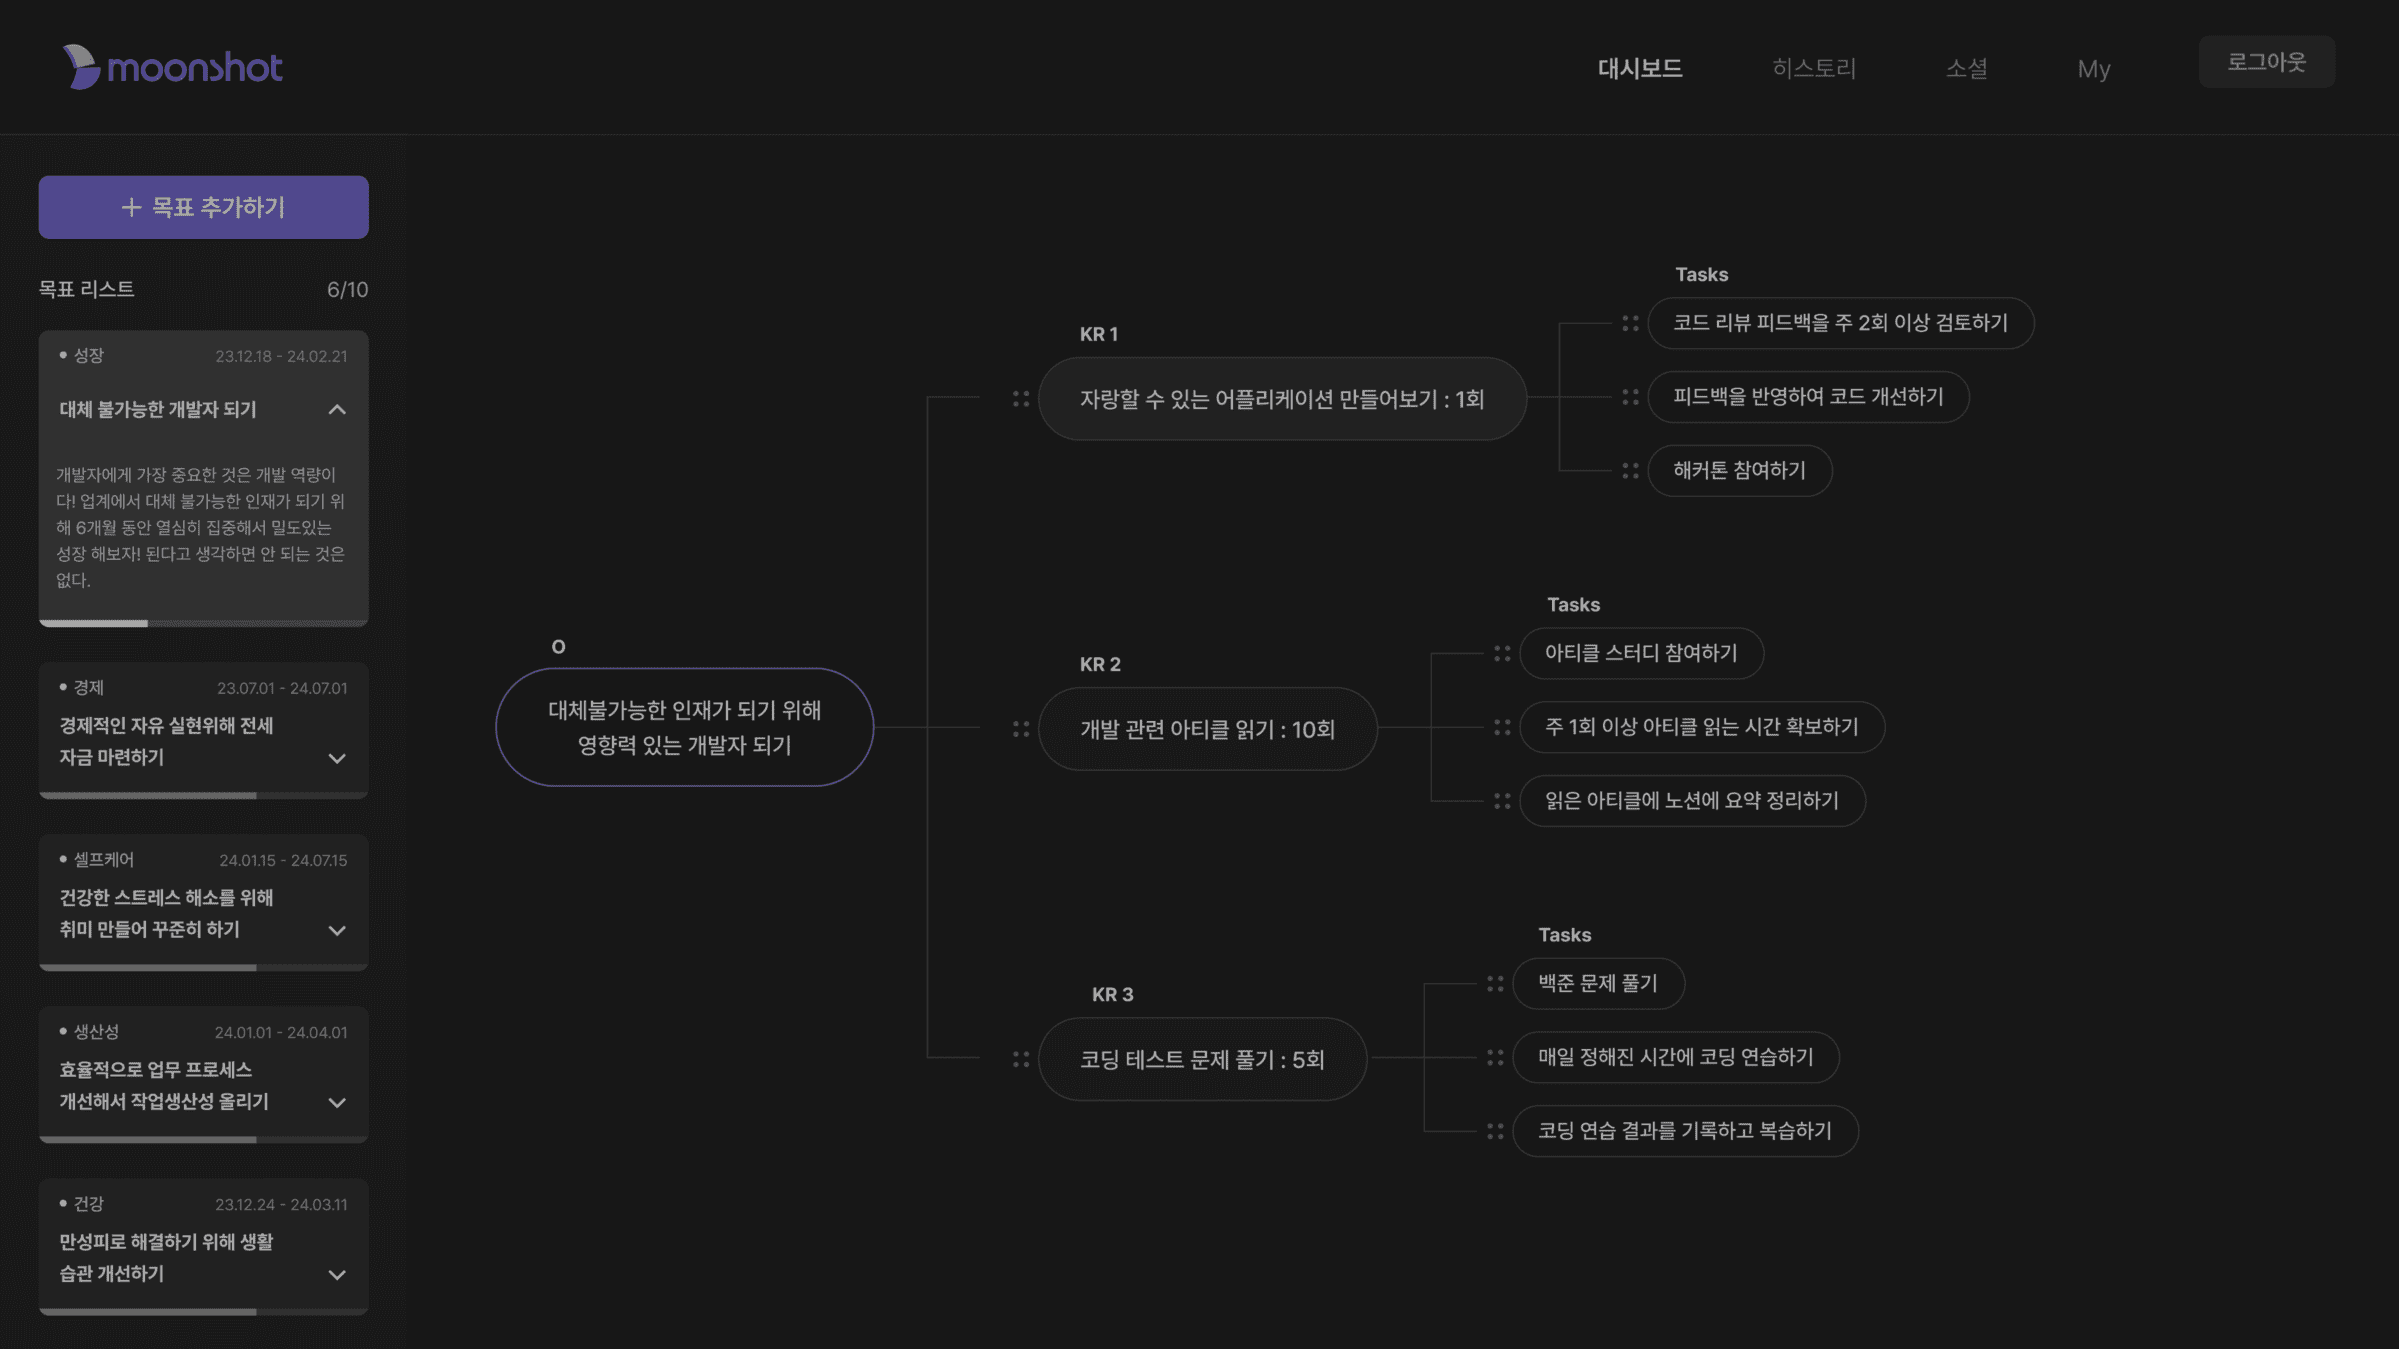 moonshot
대시보드
히스토리
소셜
My
로그아웃
+ 목표 추가하기
목표 리스트
6/10
• 성장
23.12.18 - 24.02.21
대체 불가능한 개발자 되기
개발자에게 가장 중요한 것은 개발 역량이
다! 업계에서 대체 불가능한 인재가 되기 위
해 6개월 동안 열심히 집중해서 밀도있는
성장 해보자! 된다고 생각하면 안 되는 것은
없다.
• 경제
23.07.01 - 24.07.01
경제적인 자유 실현위해 전세
자금 마련하기
• 셀프케어
24.01.15 - 24.07.15
건강한 스트레스 해소를 위해
취미 만들어 꾸준히 하기
• 생산성
24.01.01 - 24.04.01
효율적으로 업무 프로세스
개선해서 작업생산성 올리기
• 건강
23.12.24 - 24.03.11
만성피로 해결하기 위해 생활
습관 개선하기
O
대체불가능한 인재가 되기 위해
영향력 있는 개발자 되기
KR 1
자랑할 수 있는 어플리케이션 만들어보기 : 1회
Tasks
코드 리뷰 피드백을 주 2회 이상 검토하기
피드백을 반영하여 코드 개선하기
해커톤 참여하기
KR 2
개발 관련 아티클 읽기 : 10회
Tasks
아티클 스터디 참여하기
주 1회 이상 아티클 읽는 시간 확보하기
읽은 아티클에 노션에 요약 정리하기
KR 3
코딩 테스트 문제 풀기 : 5회
Tasks
백준 문제 풀기
매일 정해진 시간에 코딩 연습하기
코딩 연습 결과를 기록하고 복습하기